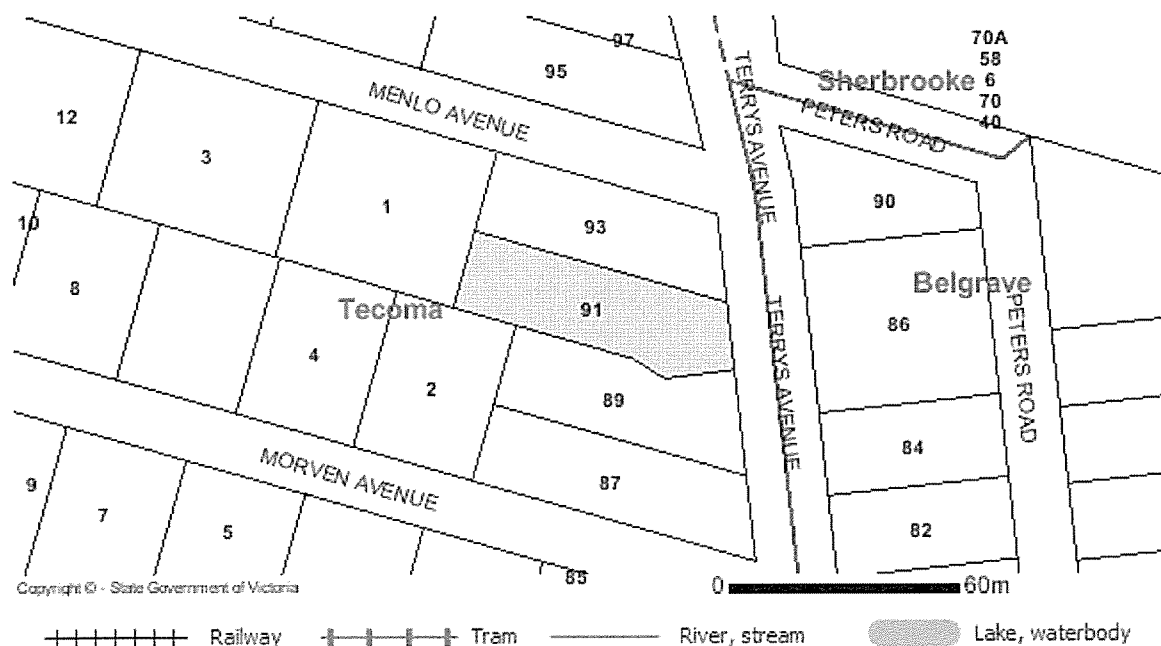 97
95
MENLO AVENUE
TERRYS AVENUE
70A
58
6
70
40
Sherbrooke
PETERS ROAD
12
3
1
93
90
10
8
Tecoma
91
TERRYS AVENUE
86
Belgrave
PETERS ROAD
4
2
89
84
MORVEN AVENUE
87
9
7
5
82
85
Copyright © - State Government of Victoria
0 60m
Railway Tram River, stream Lake, waterbody